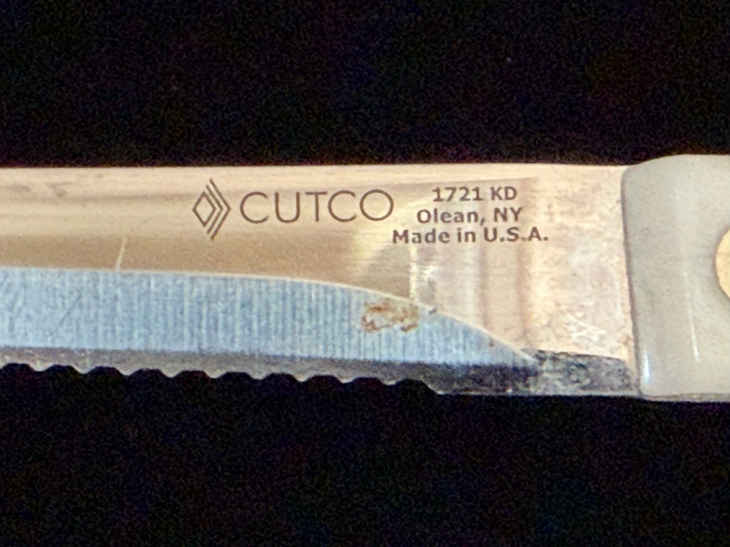 CUTCO
1721 KD
Olean, NY
Made in U.S.A.